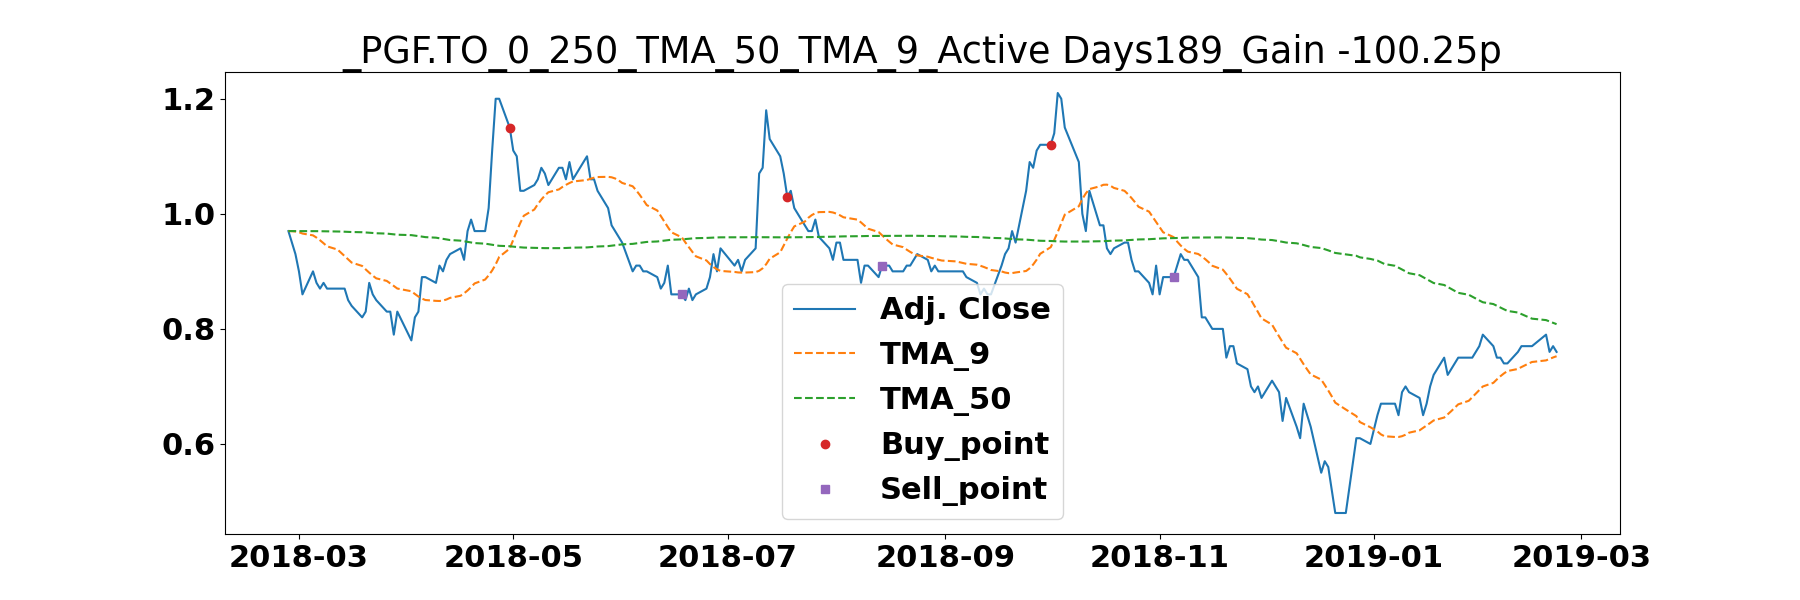 _PGF.TO_0_250_TMA_50_TMA_9_Active Days189_Gain -100.25p
1.2
1.0
0.8
0.6
Adj. Close
TMA_9
TMA_50
Buy_point
Sell_point
2018-03 2018-05 2018-07 2018-09 2018-11 2019-01 2019-03